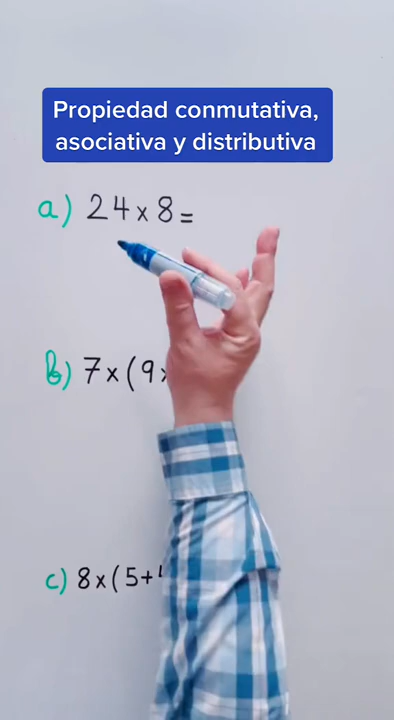 Propiedad conmutativa,
asociativa y distributiva
a) 24 x 8 =
b) 7 x ( 9
c) 8 x ( 5 +